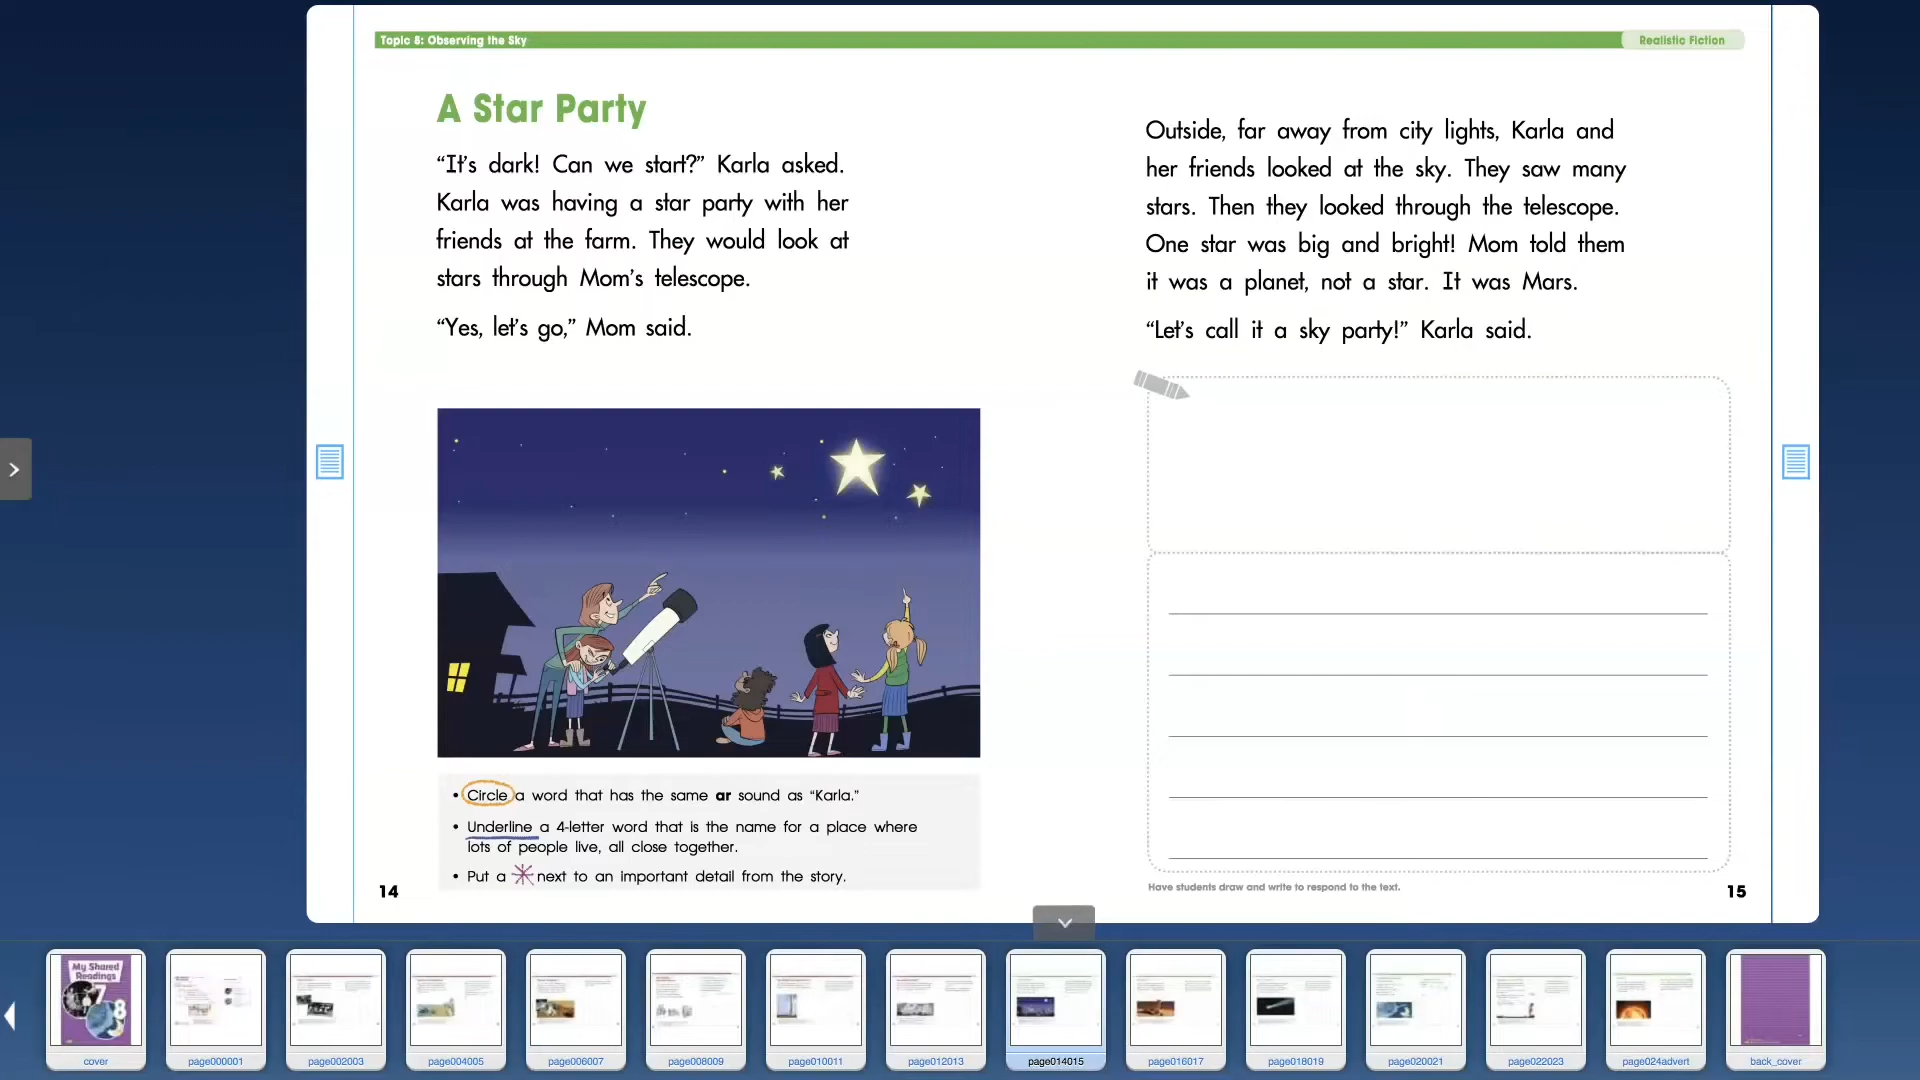 Topic 8: Observing the Sky
Realistic Fiction
A Star Party
“It’s dark! Can we start?” Karla asked.
Karla was having a star party with her
friends at the farm. They would look at
stars through Mom’s telescope.
“Yes, let’s go,” Mom said.
• Circle a word that has the same ar sound as “Karla.”
• Underline a 4-letter word that is the name for a place where
lots of people live, all close together.
• Put a next to an important detail from the story.
14
Outside, far away from city lights, Karla and
her friends looked at the sky. They saw many
stars. Then they looked through the telescope.
One star was big and bright! Mom told them
it was a planet, not a star. It was Mars.
“Let’s call it a sky party!” Karla said.
Have students draw and write to respond to the text.
15
My Shared
Readings
7
8
cover
page000001
page002003
page004005
page006007
page008009
page010011
page012013
page014015
page016017
page018019
page020021
page022023
page024advert
back_cover